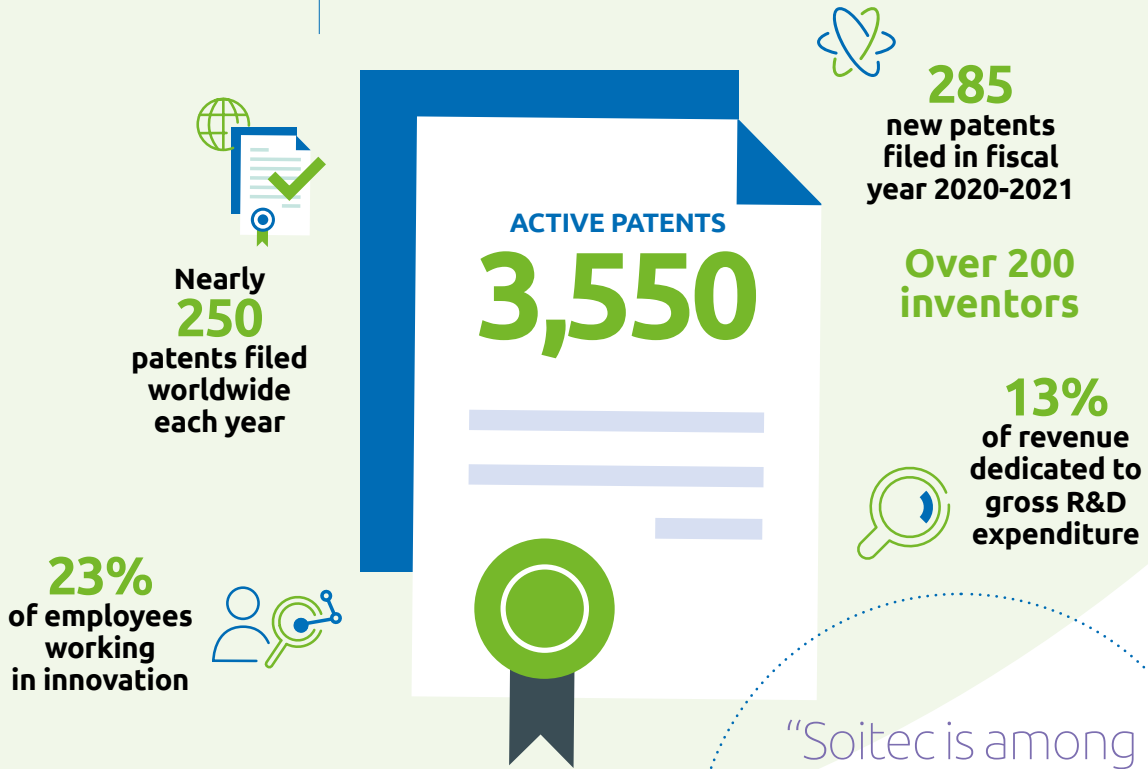 Nearly
250
patents filed
worldwide
each year
23%
of employees
working
in innovation
ACTIVE PATENTS
3,550
285
new patents
filed in fiscal
year 2020-2021
Over 200
inventors
13%
of revenue
dedicated to
gross R&D
expenditure
“Soitec is among